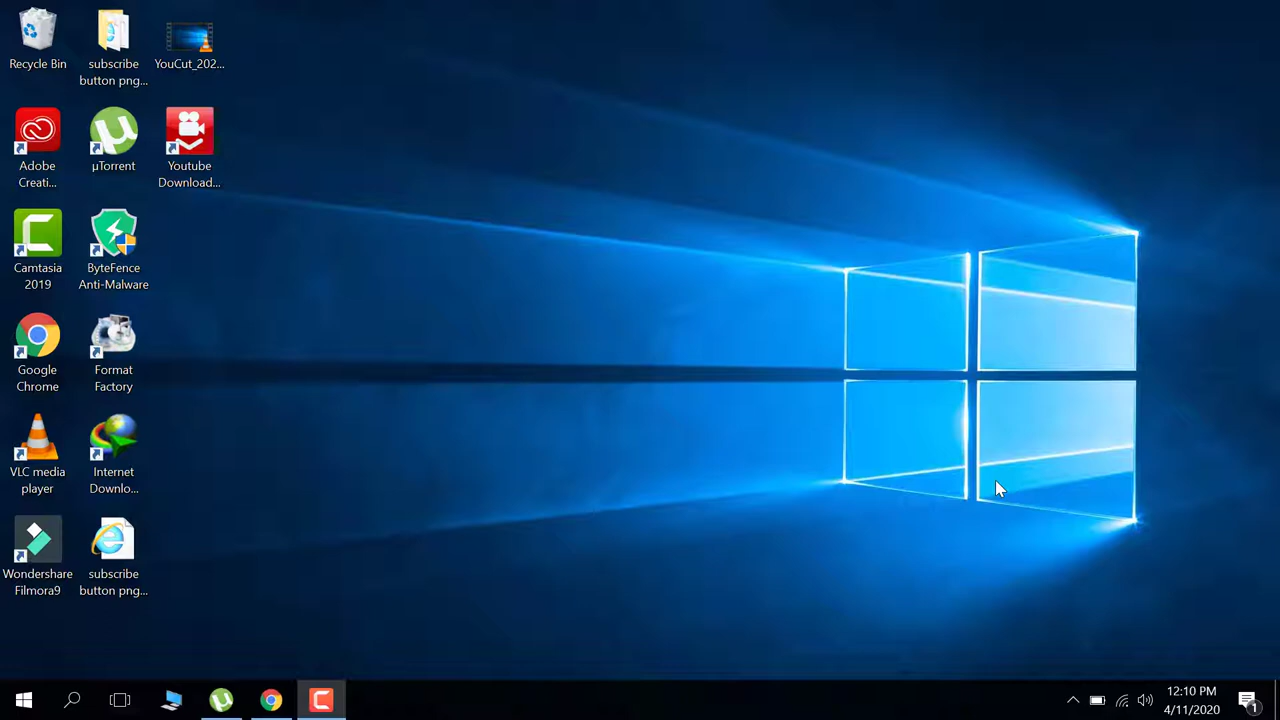 Recycle Bin
subscribe
button png...
YouCut_202...
Adobe
Creati...
µTorrent
Youtube
Download...
Camtasia
2019
ByteFence
Anti-Malware
Google
Chrome
Format
Factory
VLC media
player
Internet
Downlo...
Wondershare
Filmora9
subscribe
button png...
12:10 PM
4/11/2020
1